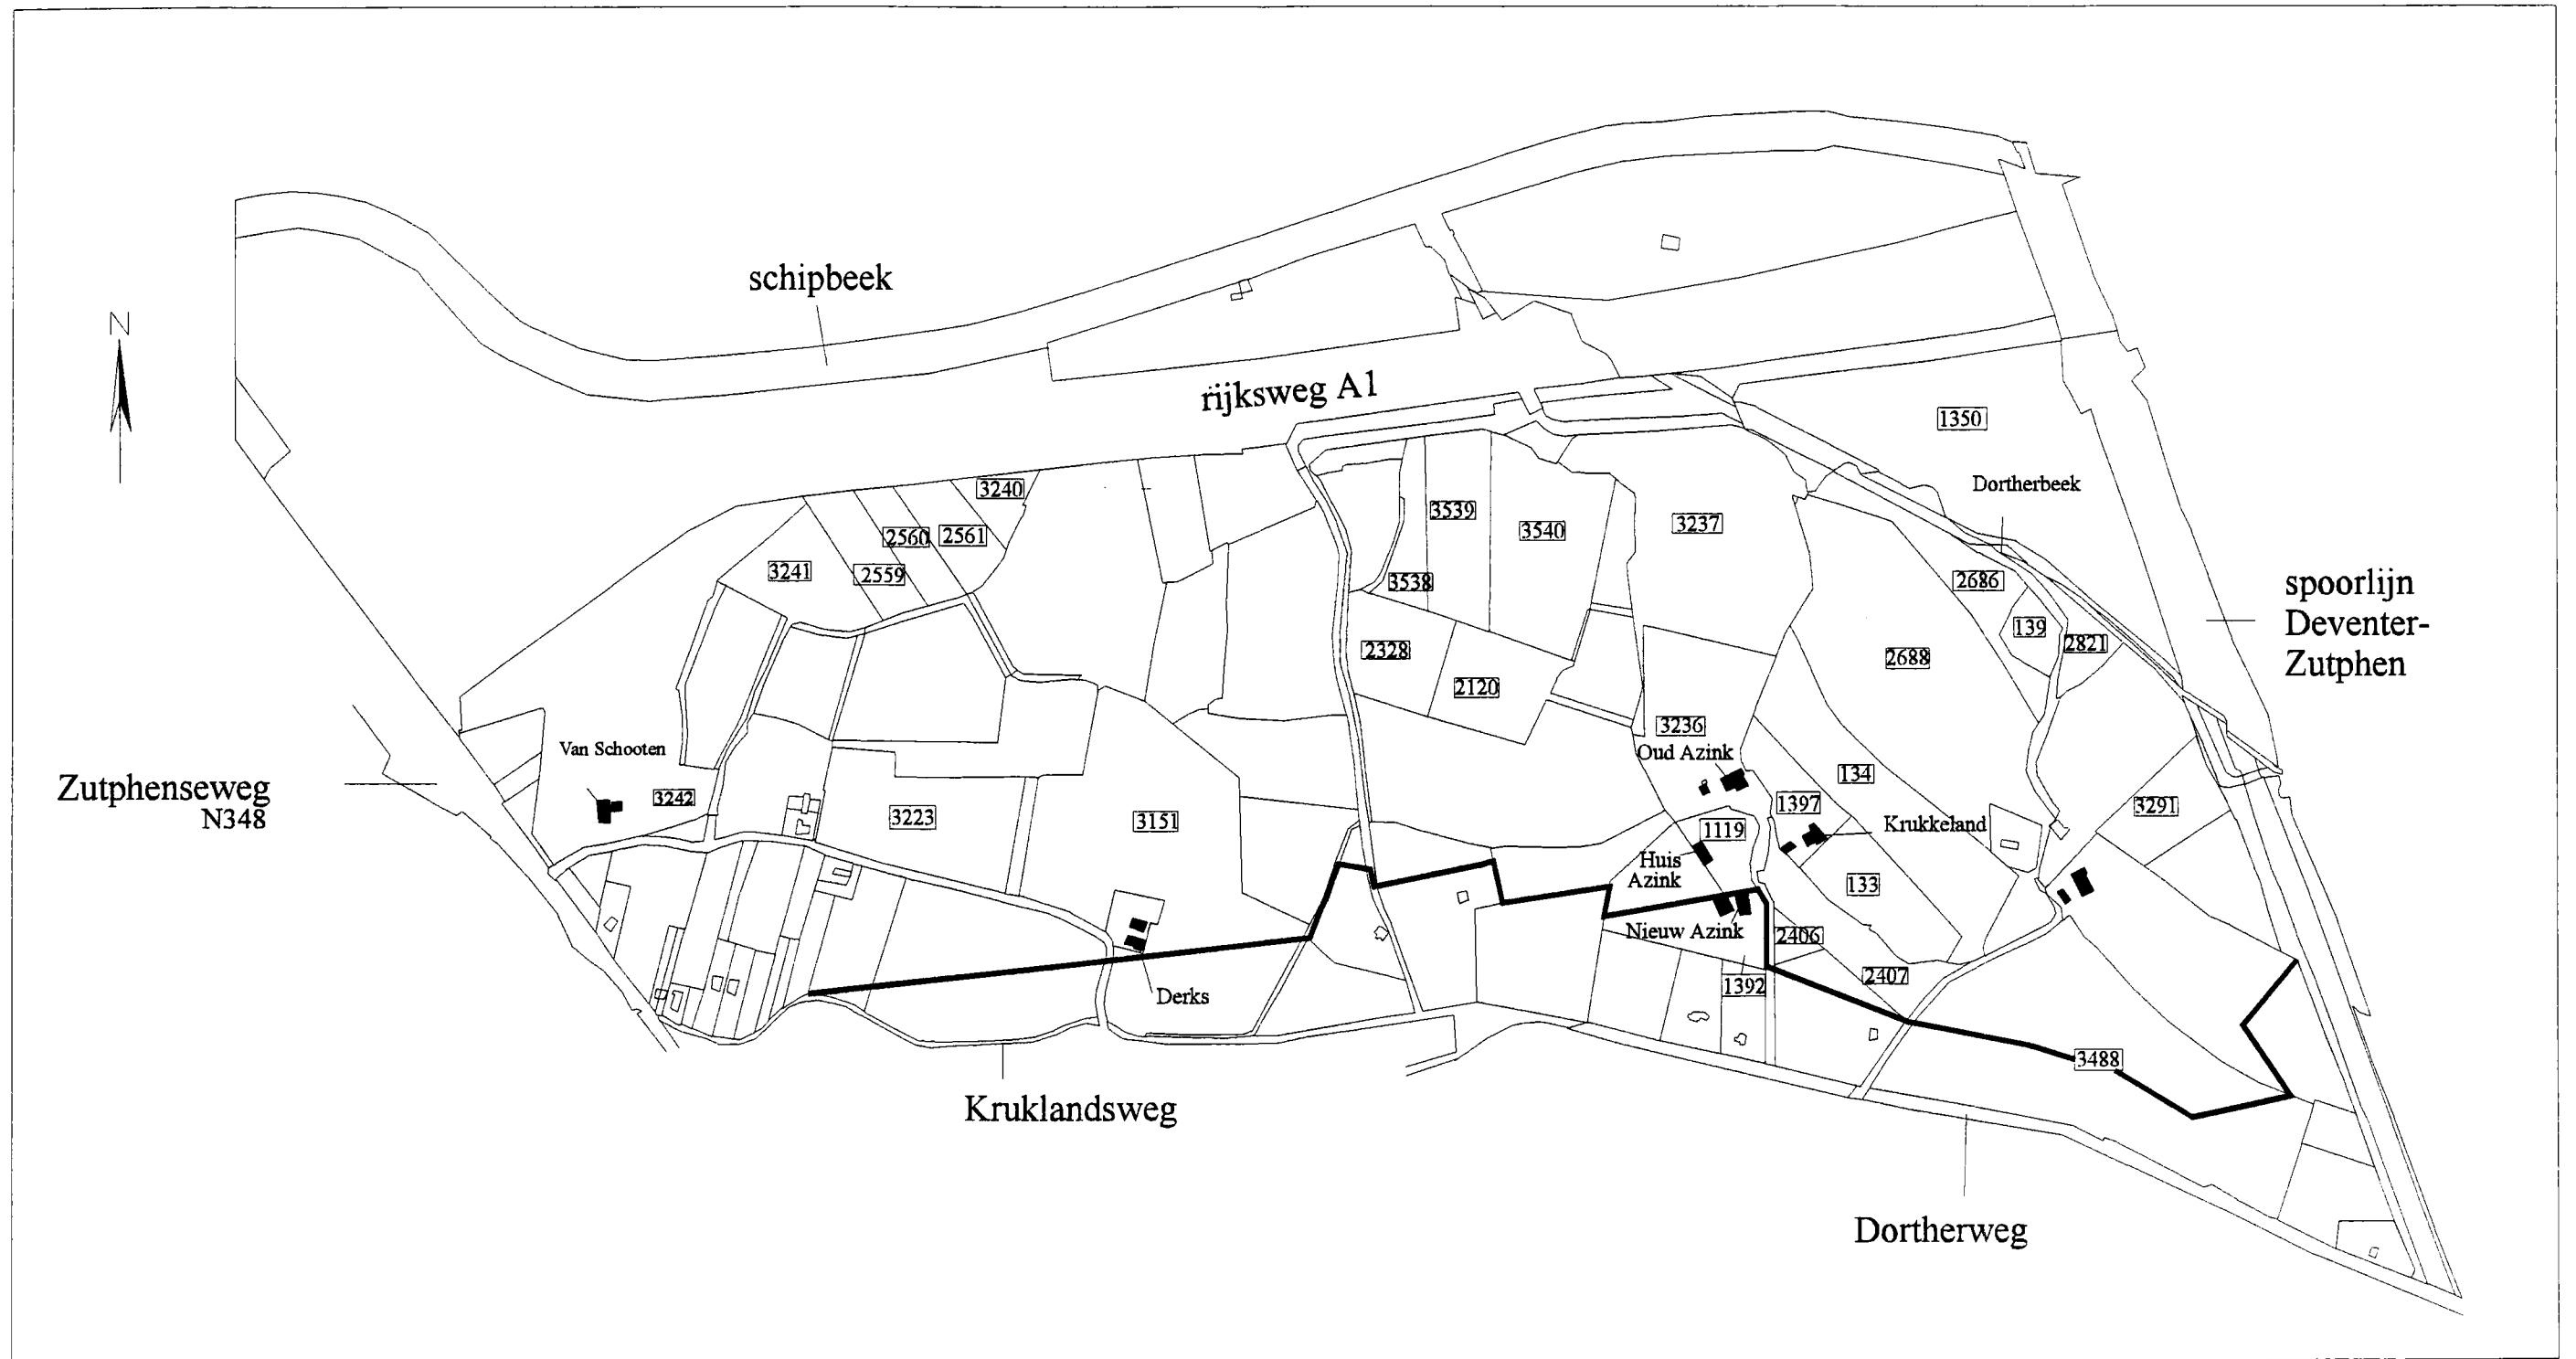 schipbeek
N
rijksweg A1
1350
Dortherbeek
3240
3539
3540
3237
2560
2561
3241
2559
3538
2686
spoorlijn
Deventer-
Zutphen
139
2821
2328
2688
2120
3236
Van Schooten
Oud Azink
134
Zutphenseweg
N348
3242
3223
3151
1397
3291
1119
Krukkeland
Huis
Azink
133
Nieuw Azink
2406
2407
1392
Derks
3488
Kruklandsweg
Dortherweg